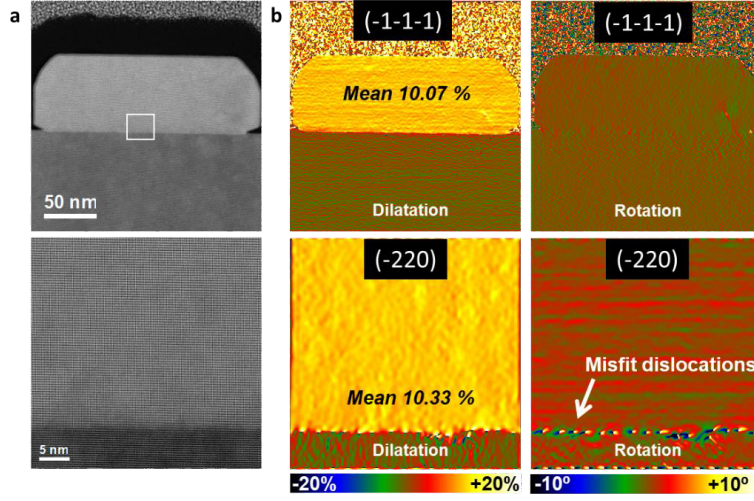 a
b
(-1-1-1)
(-1-1-1)
Mean 10.07 %
50 nm
Dilatation
Rotation
(-220)
(-220)
Misfit dislocations
Mean 10.33 %
5 nm
Dilatation
Rotation
-20%
+20%
-10º
+10º